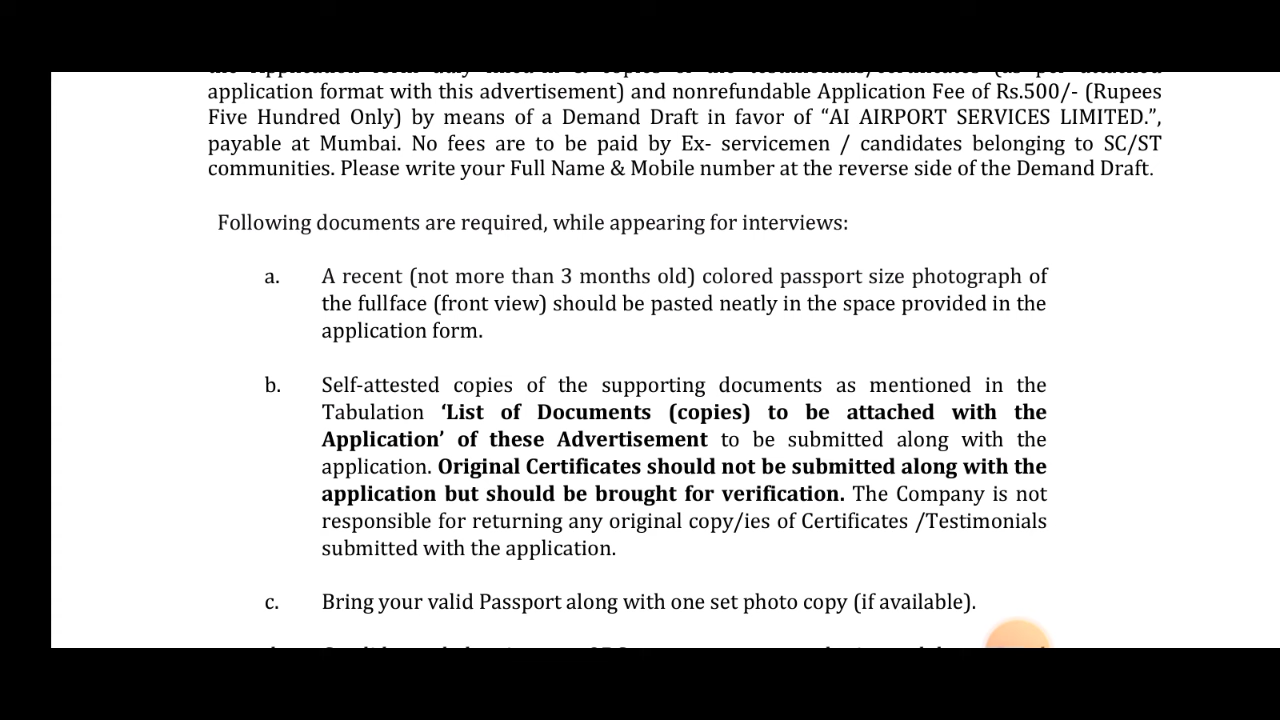 application format with this advertisement) and nonrefundable Application Fee of Rs.500/- (Rupees
Five Hundred Only) by means of a Demand Draft in favor of “AI AIRPORT SERVICES LIMITED.”,
payable at Mumbai. No fees are to be paid by Ex- servicemen / candidates belonging to SC/ST
communities. Please write your Full Name & Mobile number at the reverse side of the Demand Draft.
Following documents are required, while appearing for interviews:
a. A recent (not more than 3 months old) colored passport size photograph of
the fullface (front view) should be pasted neatly in the space provided in the
application form.
b. Self-attested copies of the supporting documents as mentioned in the
Tabulation ‘List of Documents (copies) to be attached with the
Application’ of these Advertisement to be submitted along with the
application. Original Certificates should not be submitted along with the
application but should be brought for verification. The Company is not
responsible for returning any original copy/ies of Certificates /Testimonials
submitted with the application.
c. Bring your valid Passport along with one set photo copy (if available).